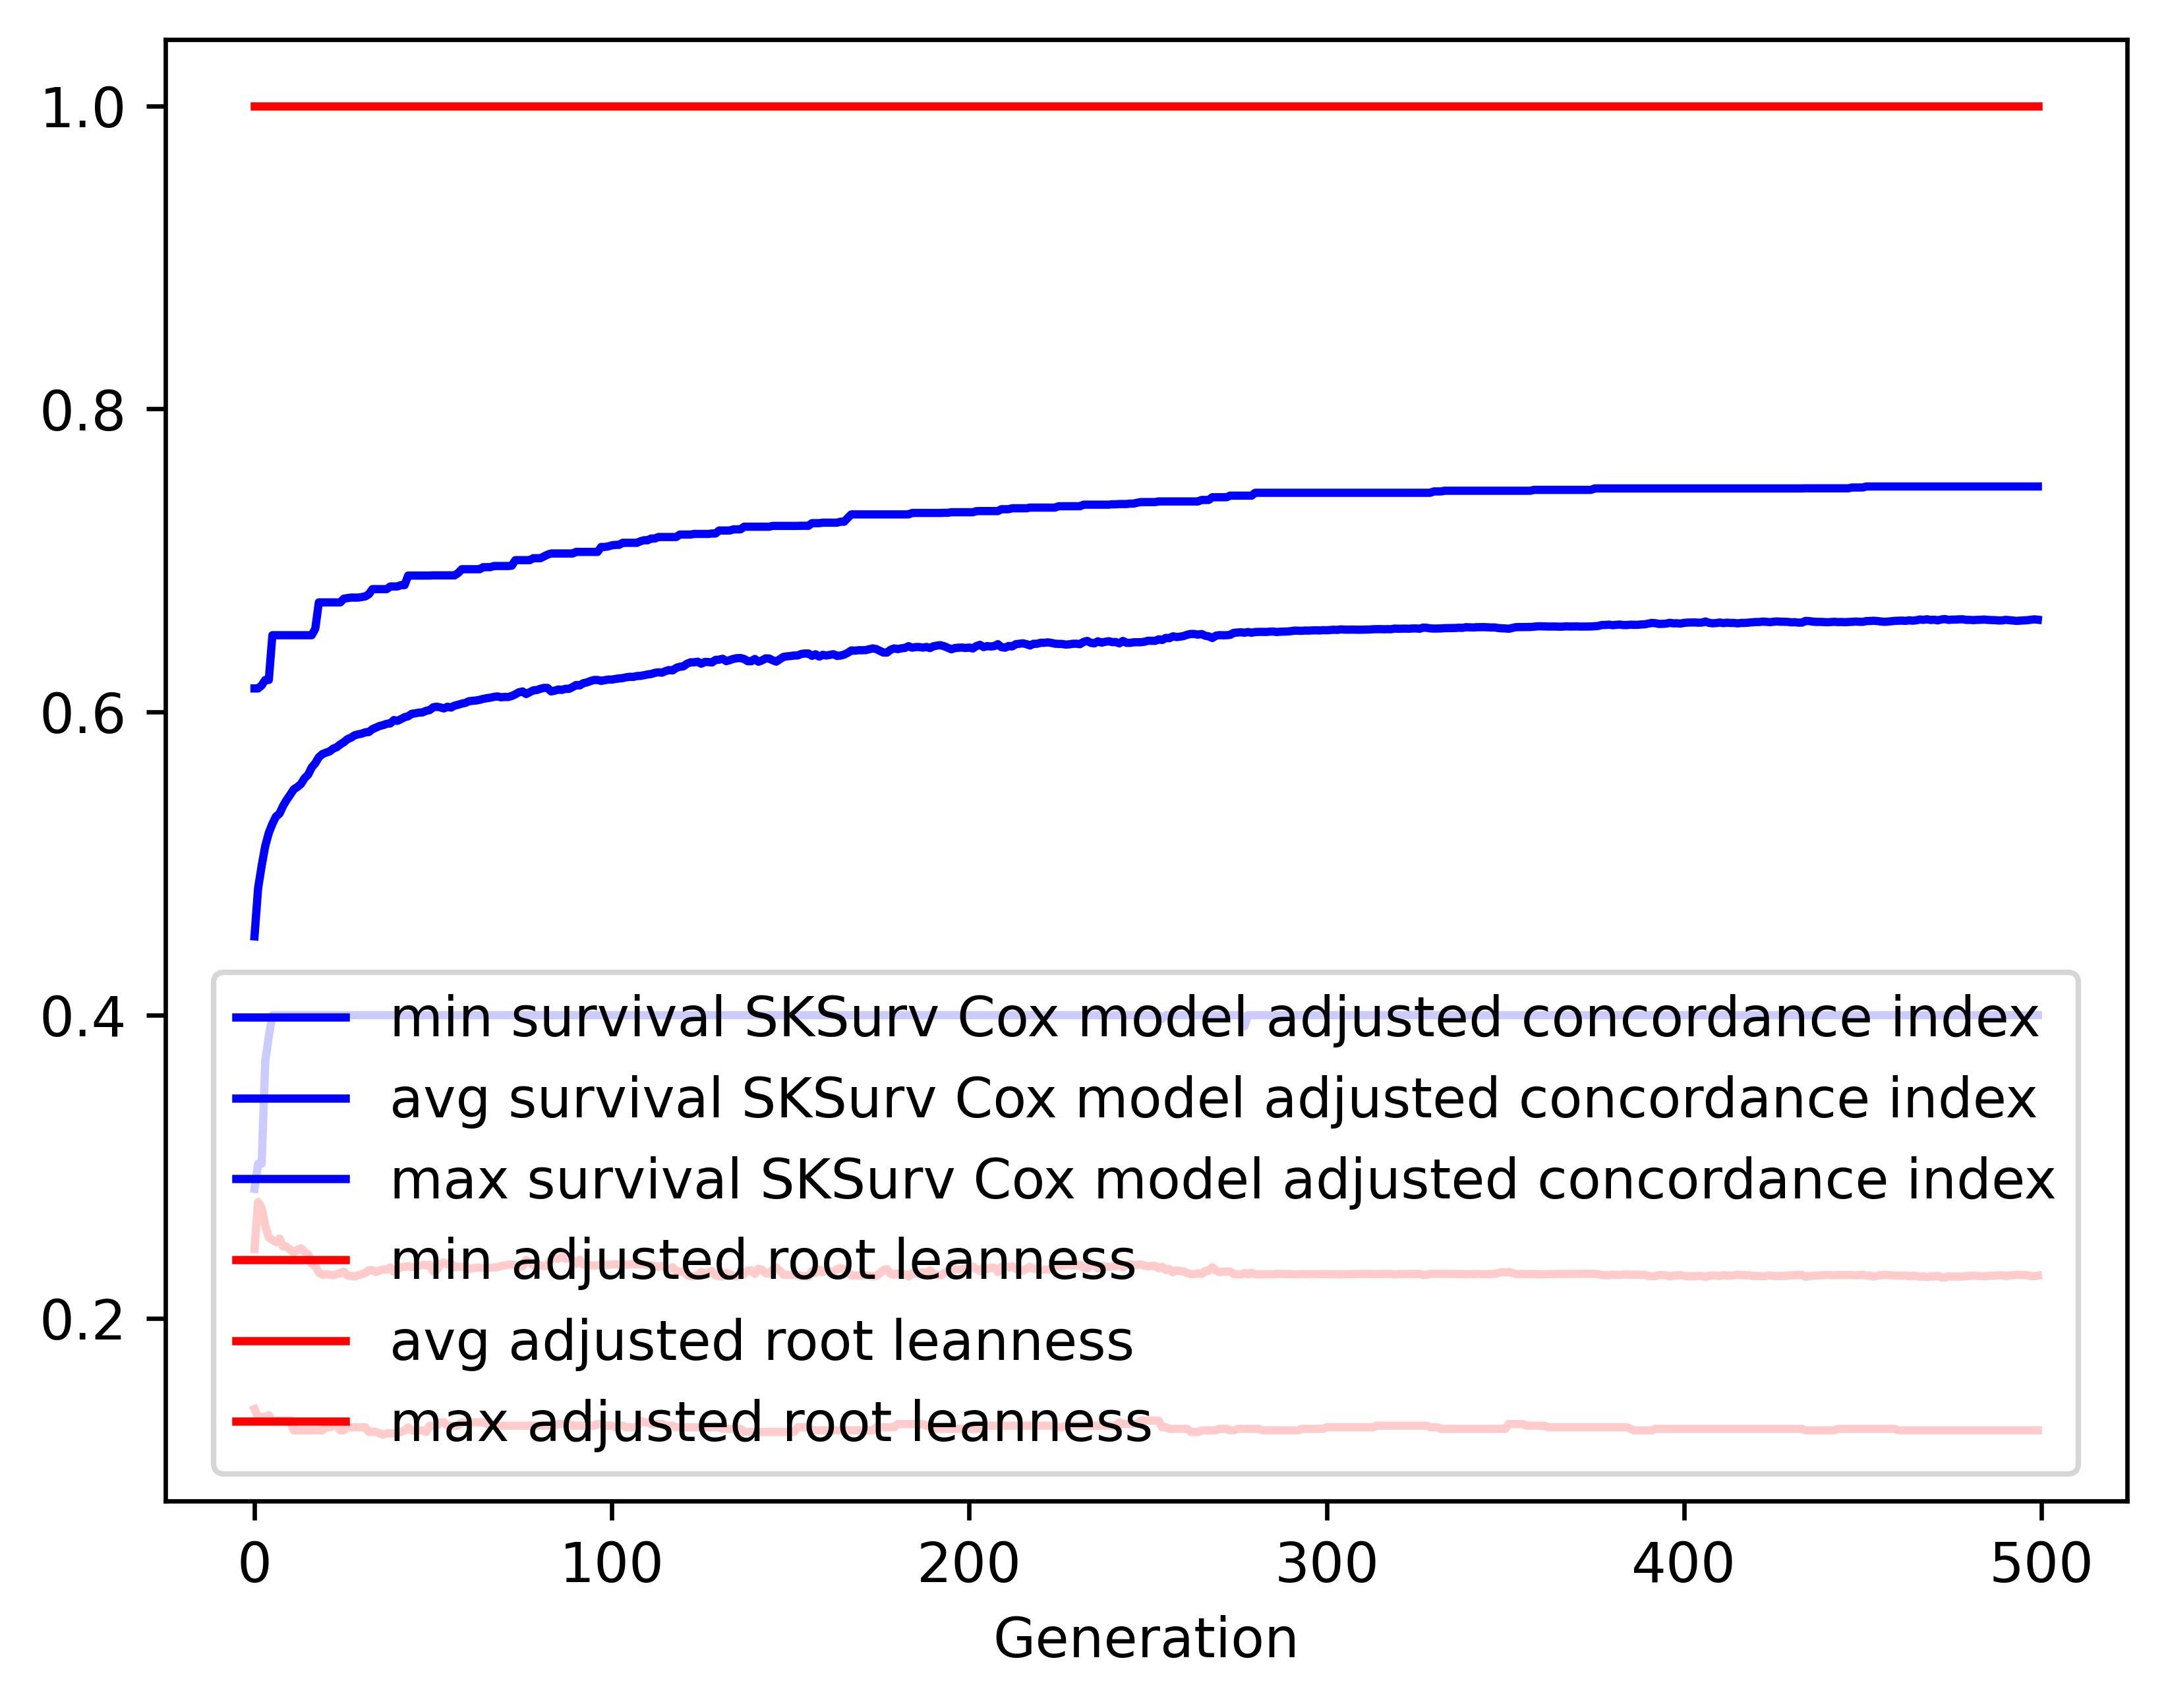 1.0
0.8
0.6
0.4
0.2
min survival SKSurv Cox model adjusted concordance index
avg survival SKSurv Cox model adjusted concordance index
max survival SKSurv Cox model adjusted concordance index
min adjusted root leanness
avg adjusted root leanness
max adjusted root leanness
0 100 200 300 400 500
Generation